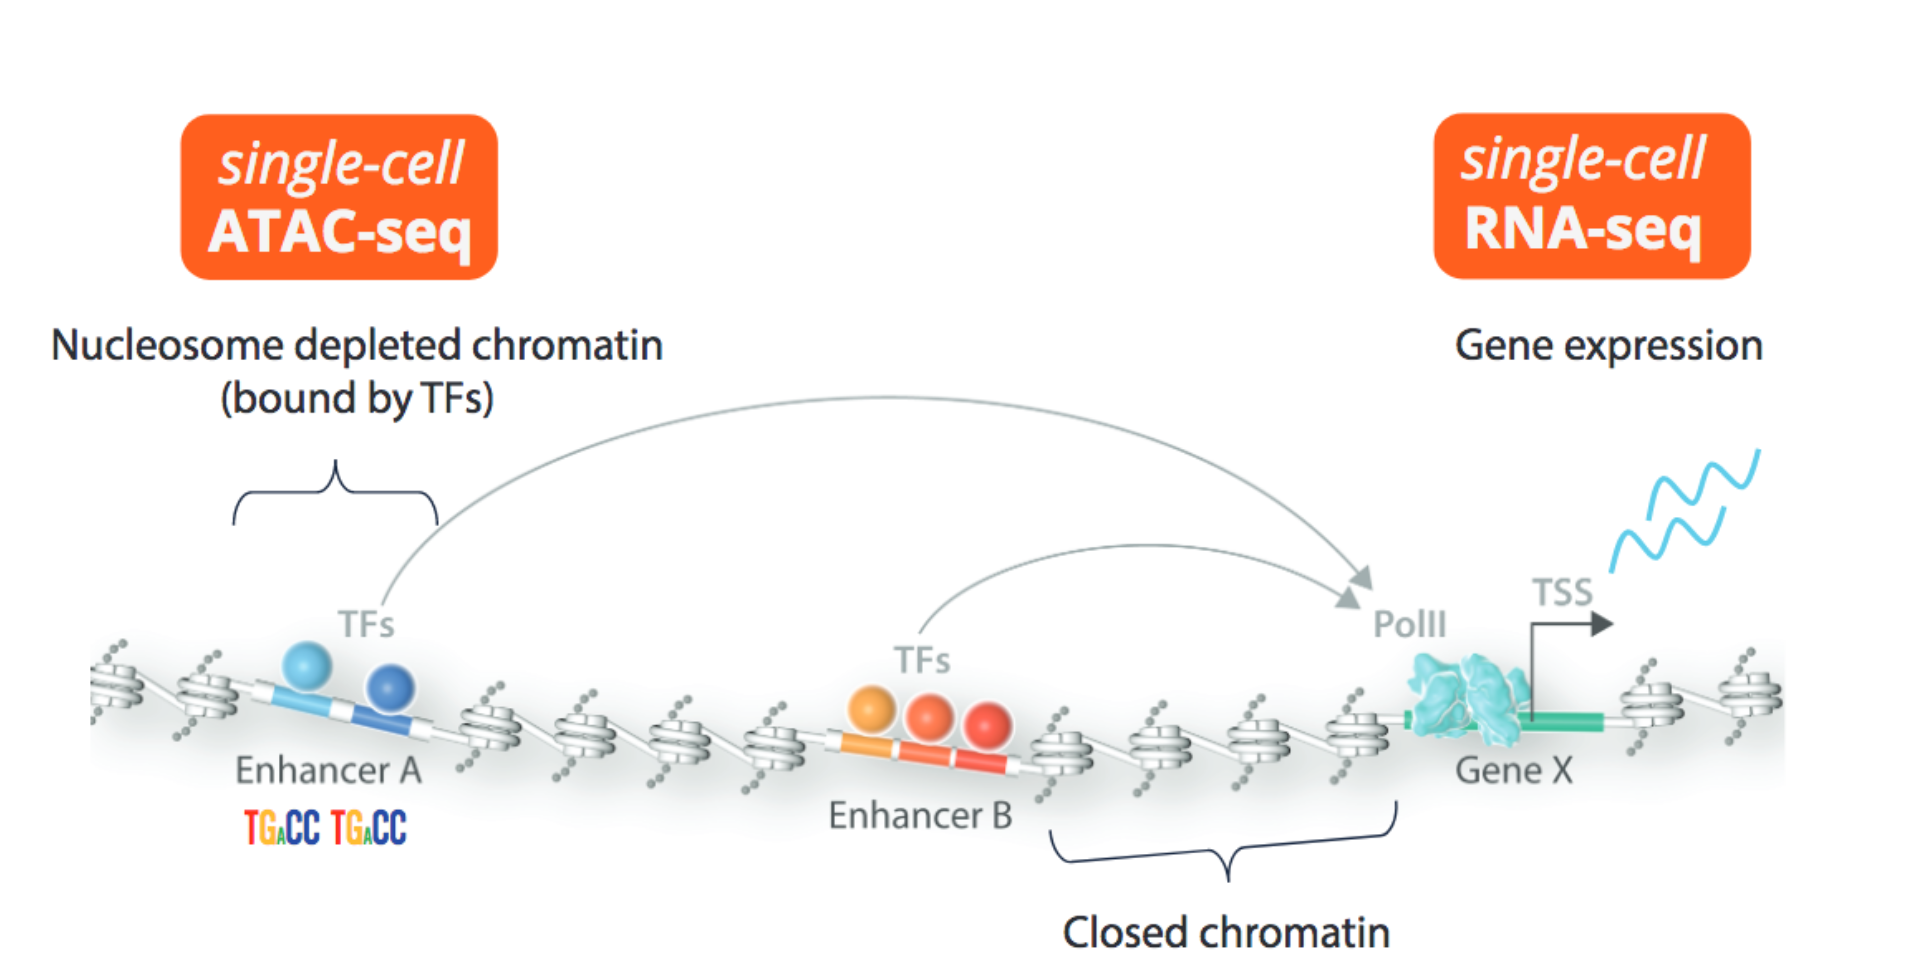 single-cell
ATAC-seq
single-cell
RNA-seq
Nucleosome depleted chromatin
(bound by TFs)
Gene expression
TSS
TFs
PolII
TFs
Enhancer A
Gene X
TGACC TGACC
Enhancer B
Closed chromatin